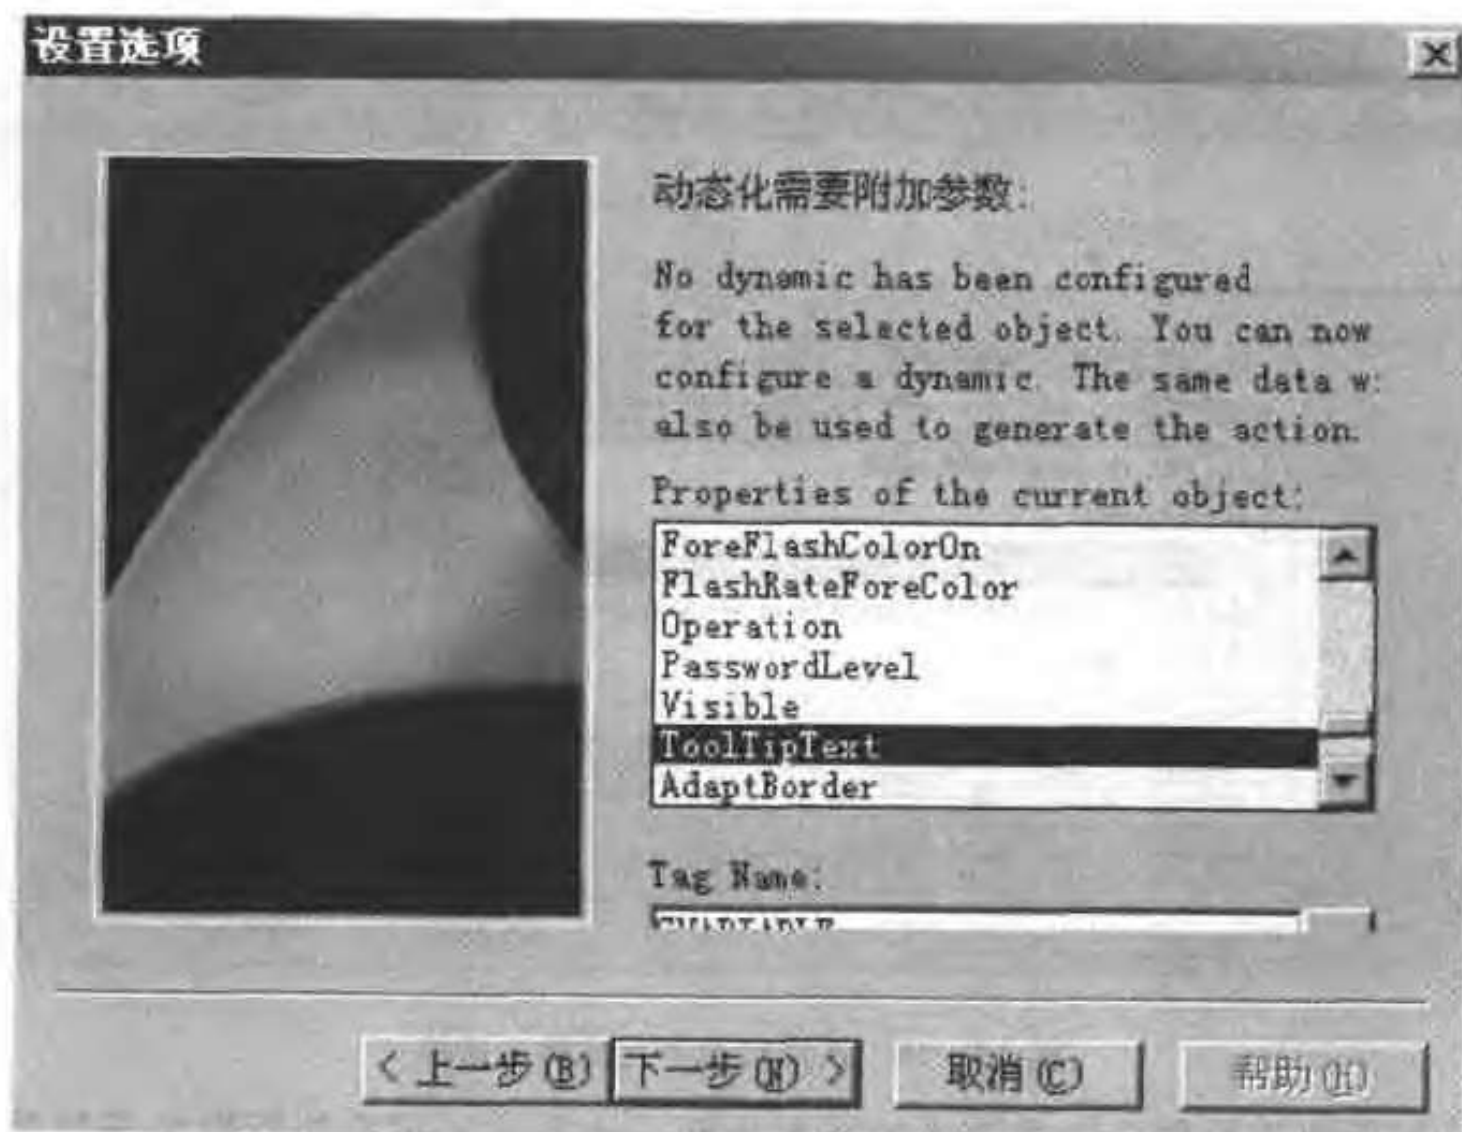 设置选项
动态化需要附加参数:
No dynamic has been configured
for the selected object. You can now
configure a dynamic. The same data w
also be used to generate the action.
Properties of the current object:
ForeFlashColorOn
FlashRateForeColor
Operation
PasswordLevel
Visible
ToolTipText
AdaptBorder
Tag Name:
< 上一步(B) 下一步(N) > 取消(C) 帮助(H)